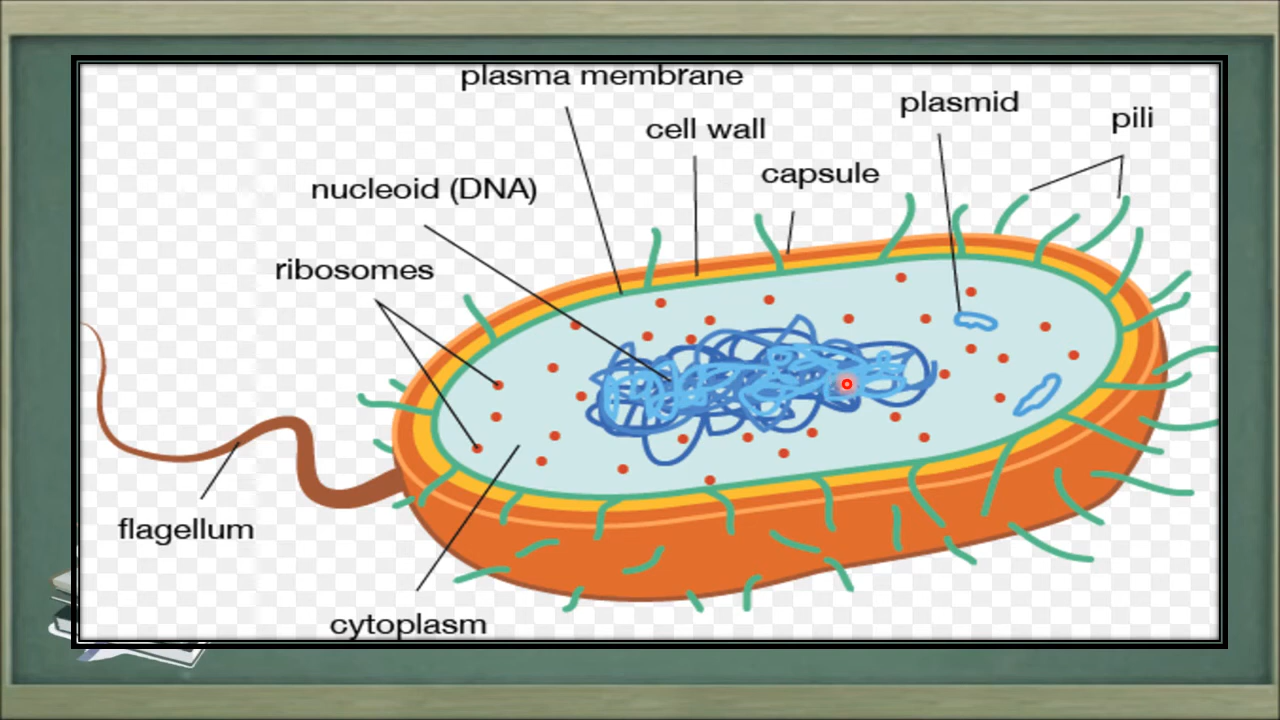 plasma membrane
plasmid
pili
cell wall
capsule
nucleoid (DNA)
ribosomes
flagellum
cytoplasm